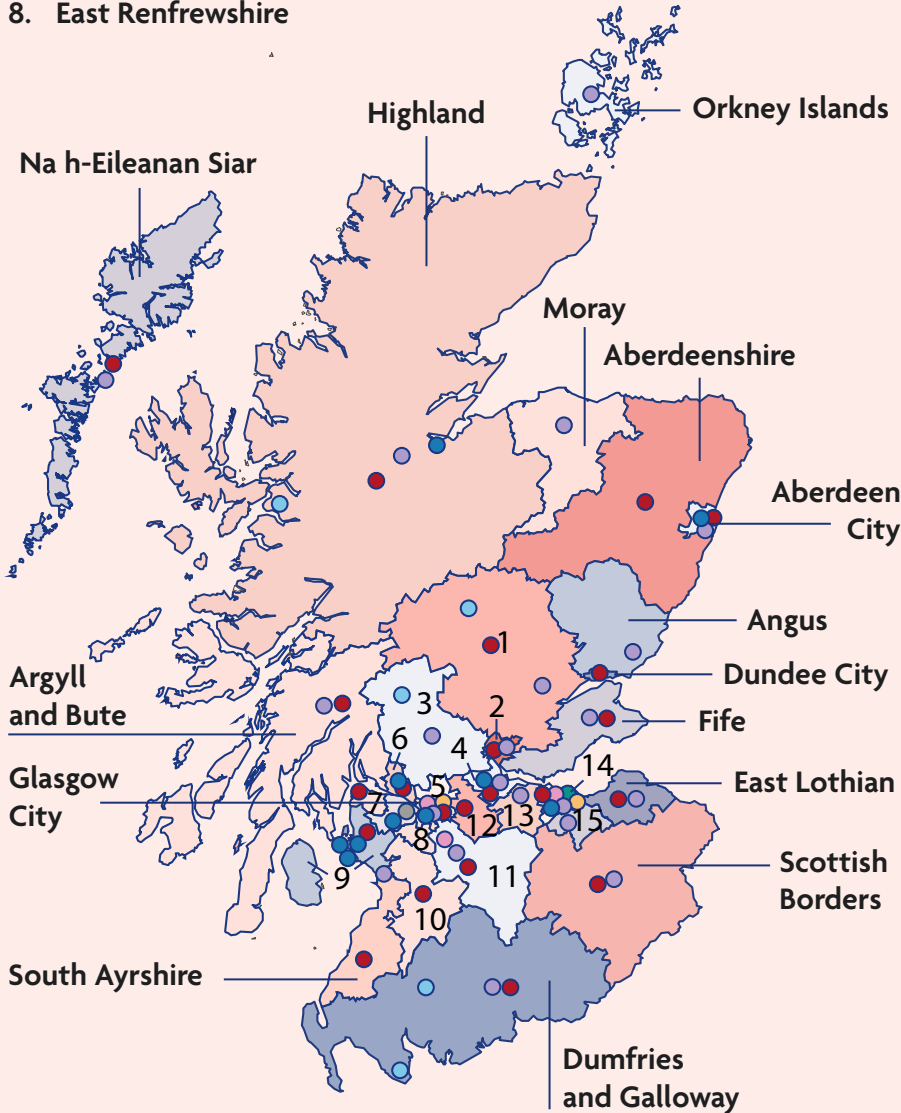 8. East Renfrewshire
Highland
Orkney Islands
Na h-Eileanan Siar
Moray
Aberdeenshire
Aberdeen
City
Angus
1
Dundee City
Argyll
and Bute
3
2
Fife
6
4
14
East Lothian
Glasgow
City
5
7
12
13
15
8
Scottish
Borders
9
11
10
South Ayrshire
Dumfries
and Galloway